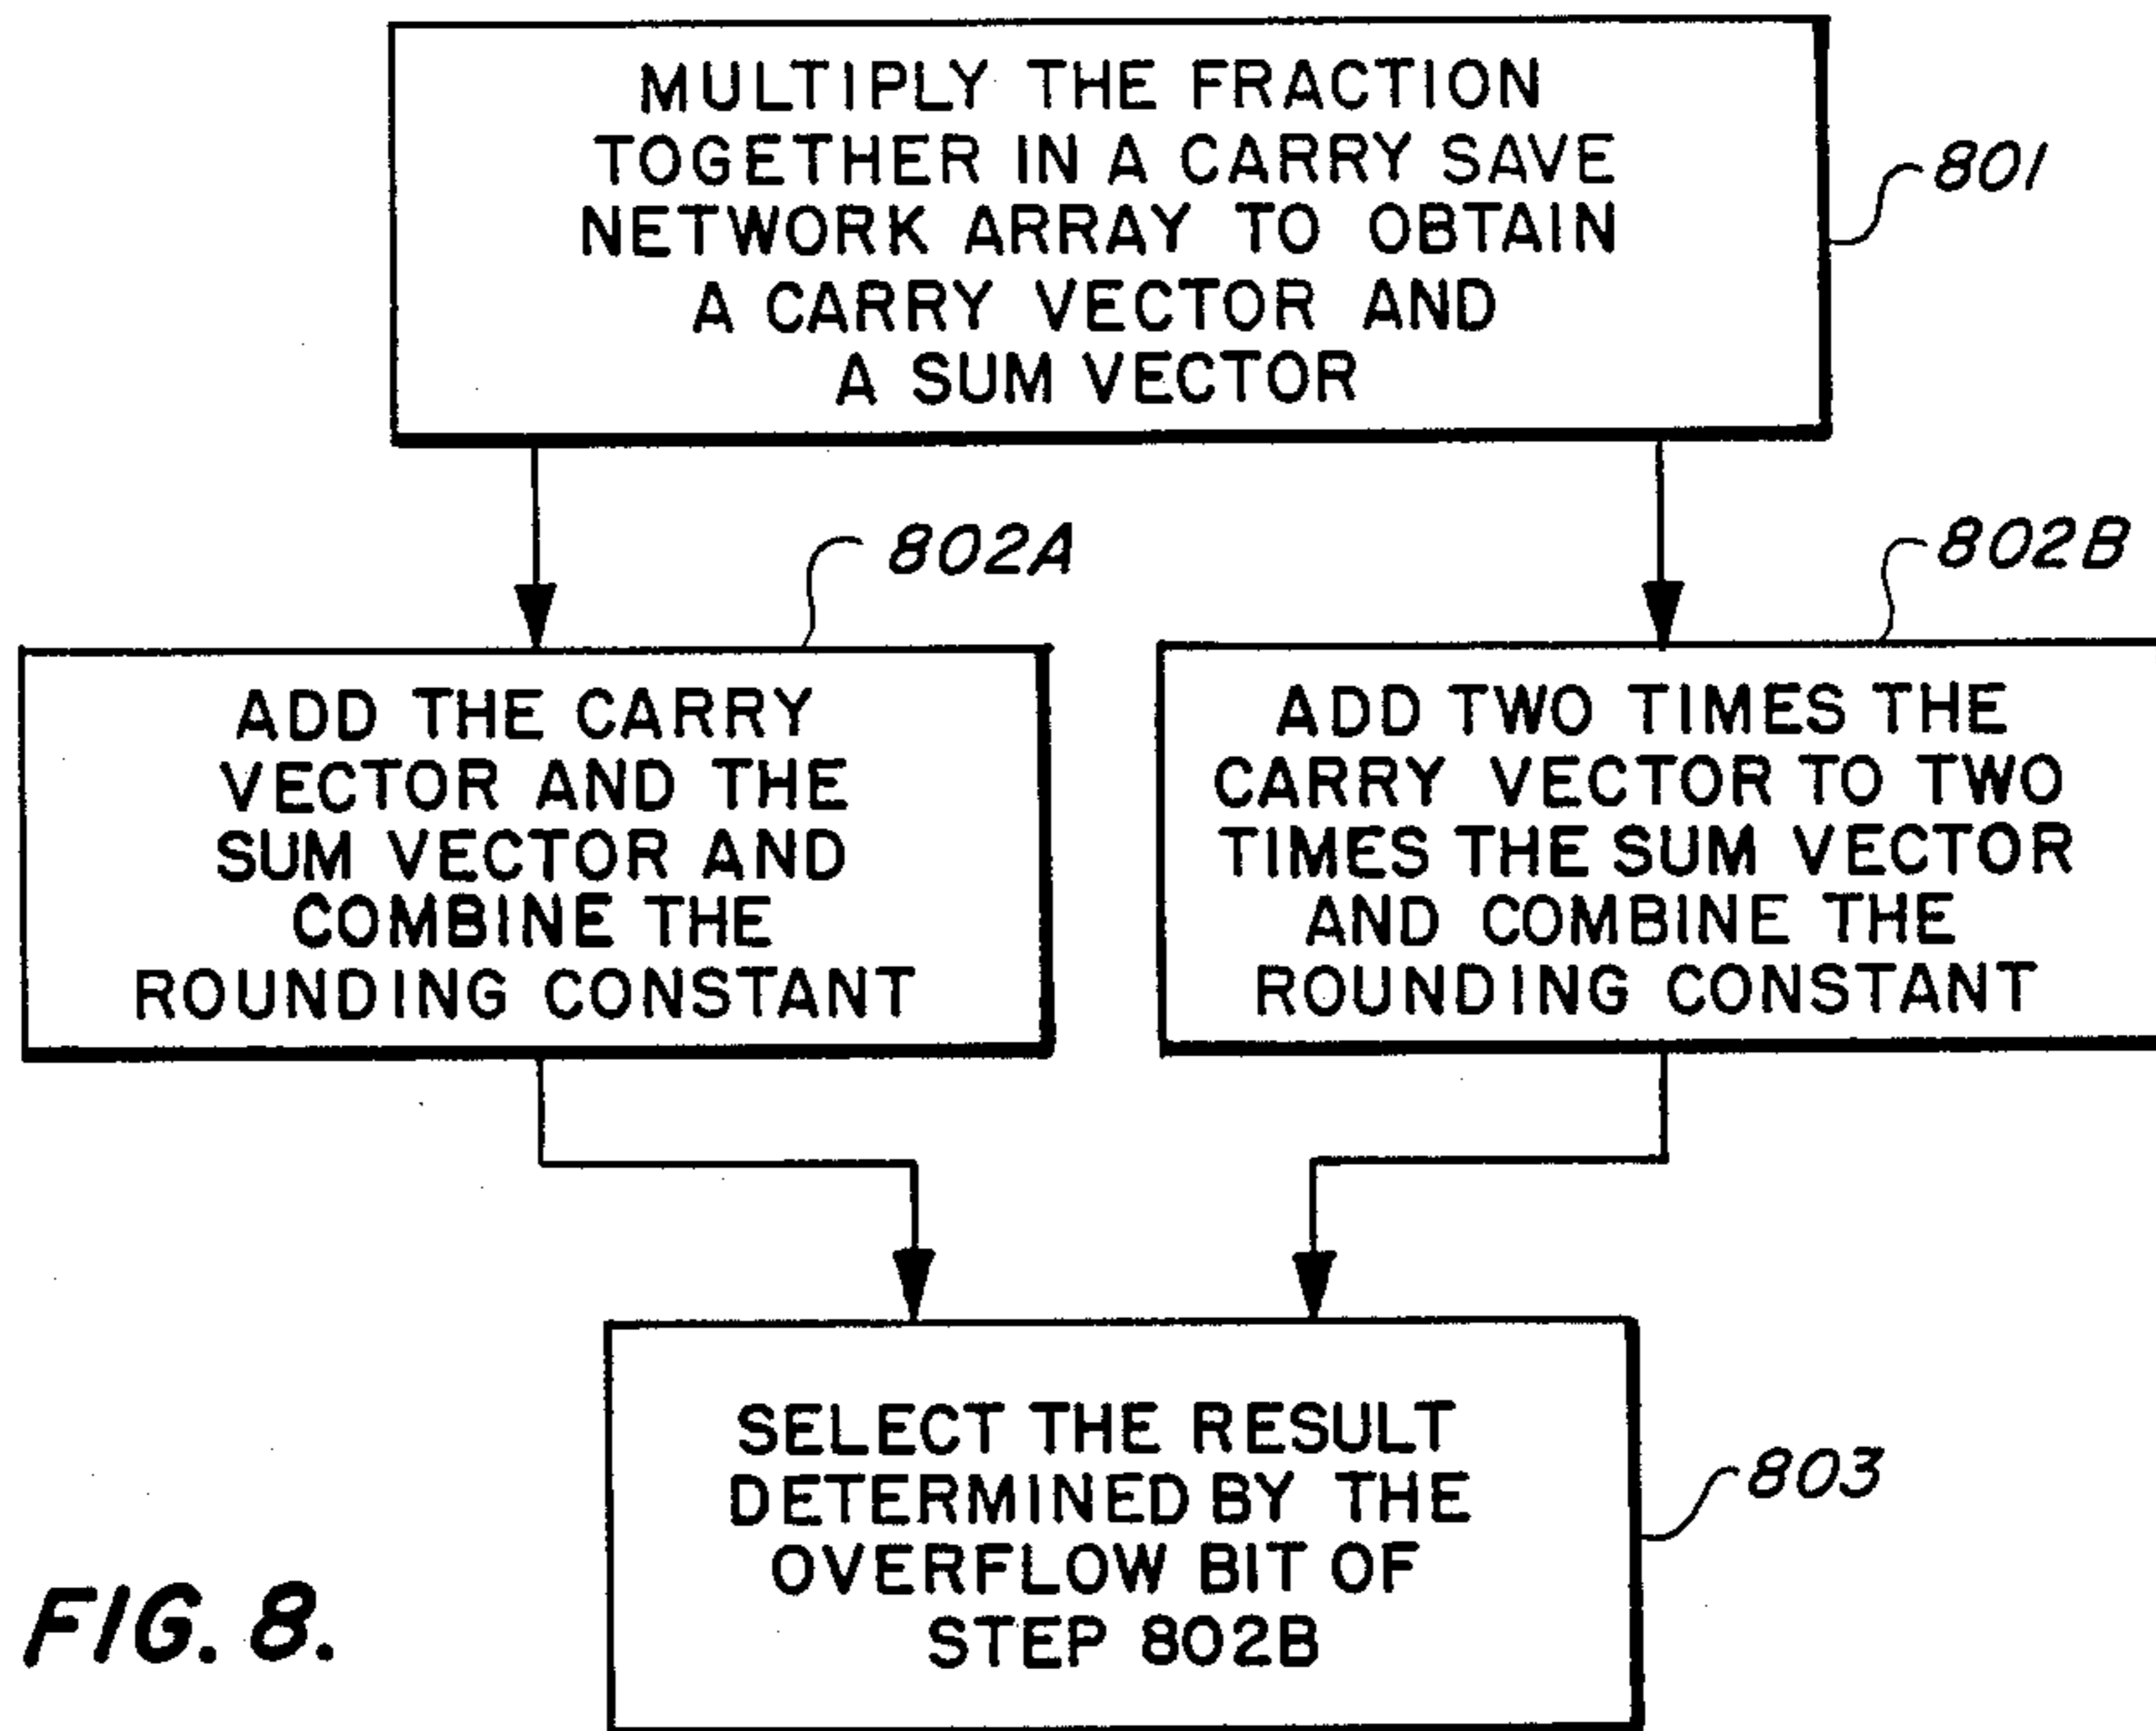 MULTIPLY THE FRACTION
TOGETHER IN A CARRY SAVE
NETWORK ARRAY TO OBTAIN
A CARRY VECTOR AND
A SUM VECTOR
801
802A
802B
ADD THE CARRY
VECTOR AND THE
SUM VECTOR AND
COMBINE THE
ROUNDING CONSTANT
ADD TWO TIMES THE
CARRY VECTOR TO TWO
TIMES THE SUM VECTOR
AND COMBINE THE
ROUNDING CONSTANT
SELECT THE RESULT
DETERMINED BY THE
OVERFLOW BIT OF
STEP 802B
803
FIG. 8.